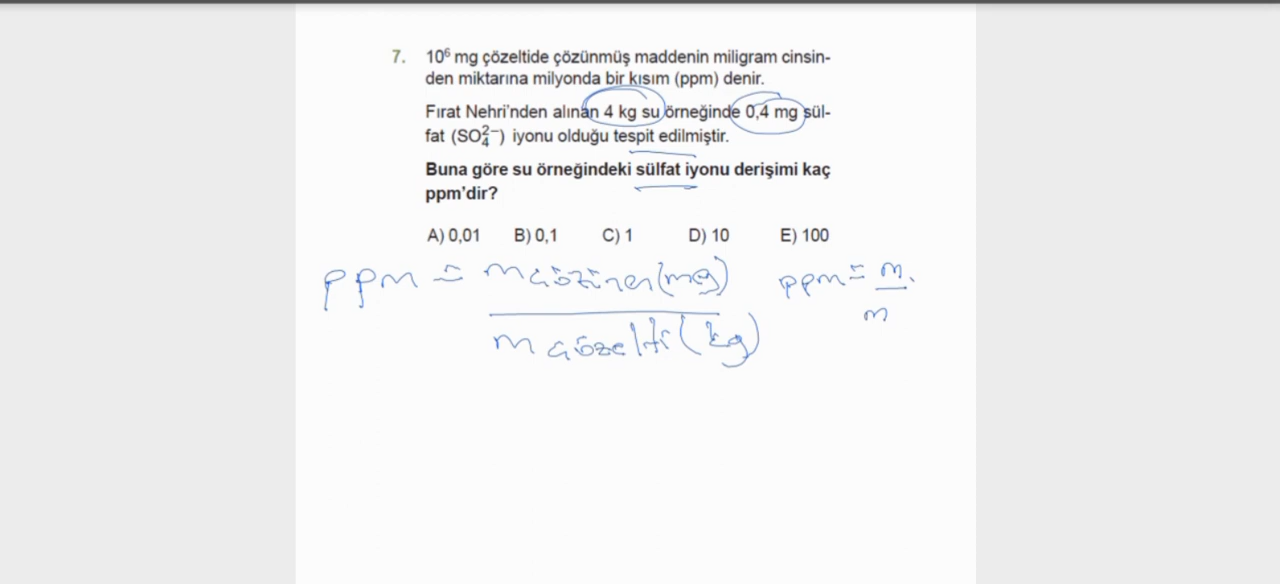 7. 10⁶ mg çözeltide çözünmüş maddenin miligram cinsin-
den miktarına milyonda bir kısım (ppm) denir.
Fırat Nehri'nden alınan 4 kg su örneğinde 0,4 mg sül-
fat (SO₄²⁻) iyonu olduğu tespit edilmiştir.
Buna göre su örneğindeki sülfat iyonu derişimi kaç
ppm'dir?
A) 0,01 B) 0,1 C) 1 D) 10 E) 100
ppm = mçözünen(mg) ppm = m.
mçözelti(kg) m